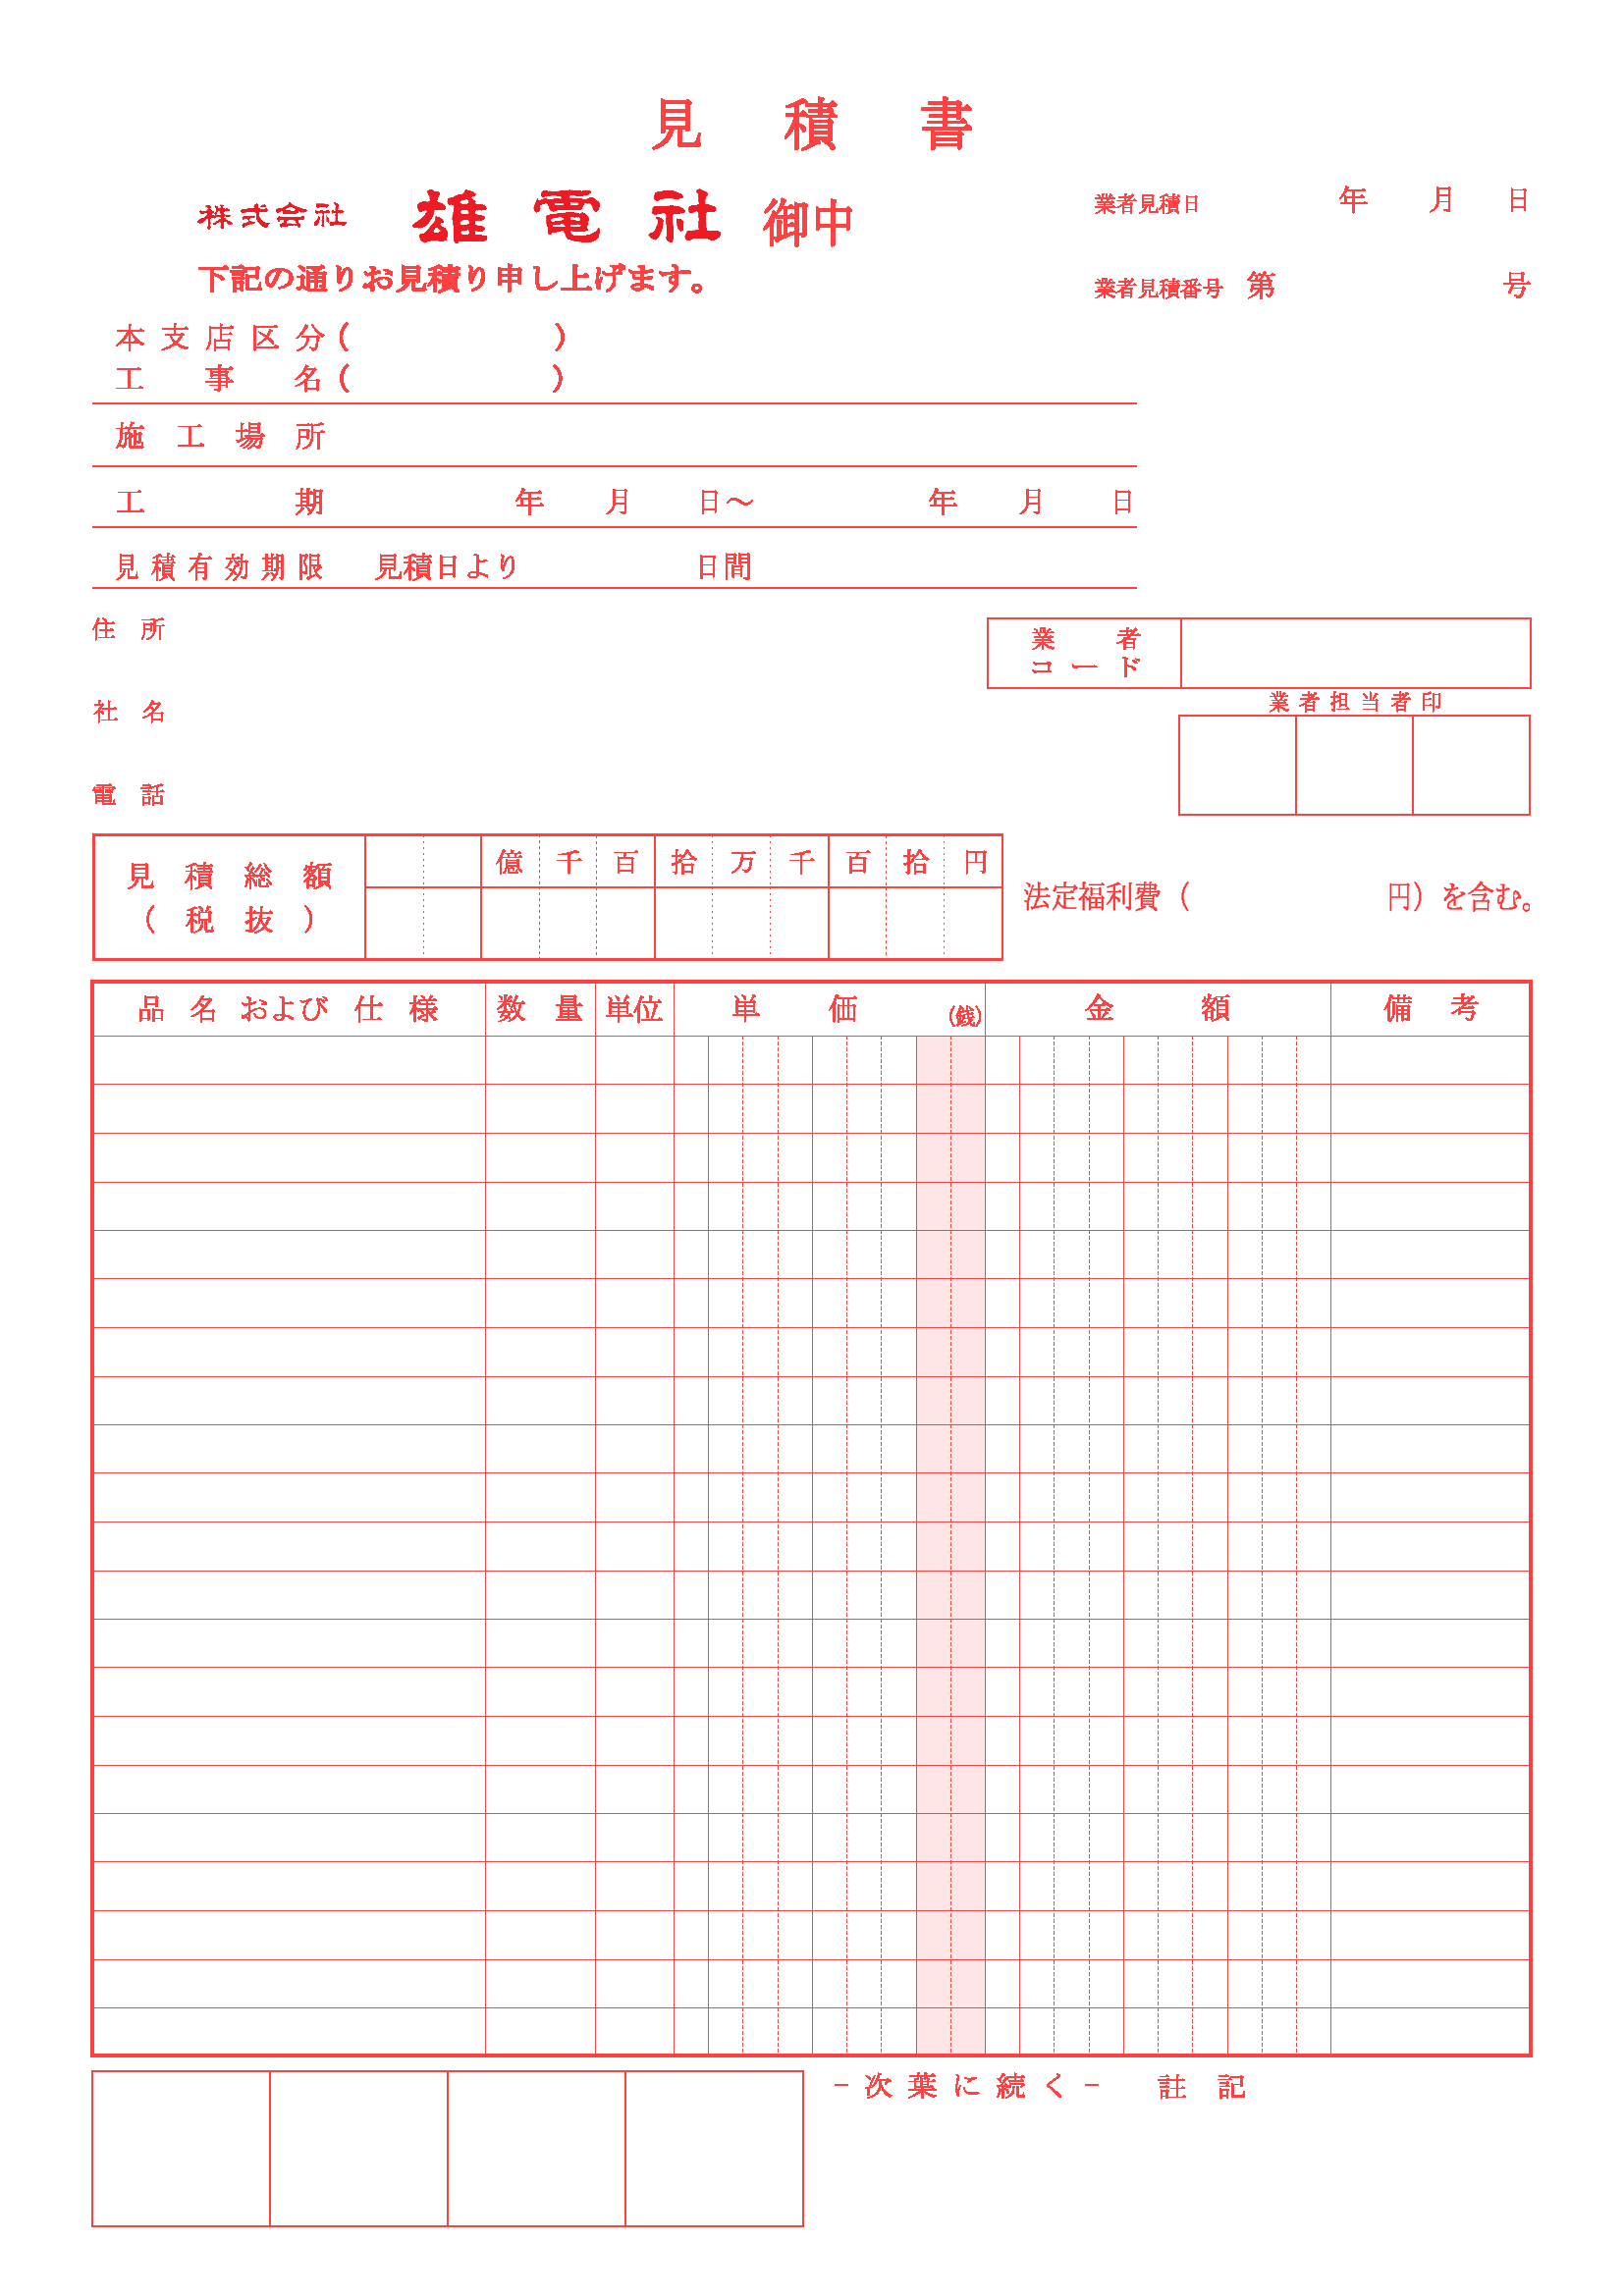 見積書
株式会社 雄電社 御中
業者見積日 年 月 日
下記の通りお見積り申し上げます。
業者見積番号 第 号
本支店区分( )
工事名( )
施工場所
工期 年 月 日〜 年 月 日
見積有効期限 見積日より 日間
住所
業者
コード
社名
業者担当者印
電話
億 千 百 拾 万 千 百 拾 円
見積総額
(税抜)
法定福利費( 円)を含む。
品名および仕様 数量 単位 単価 (銭) 金額 備考
-次葉に続く- 註記